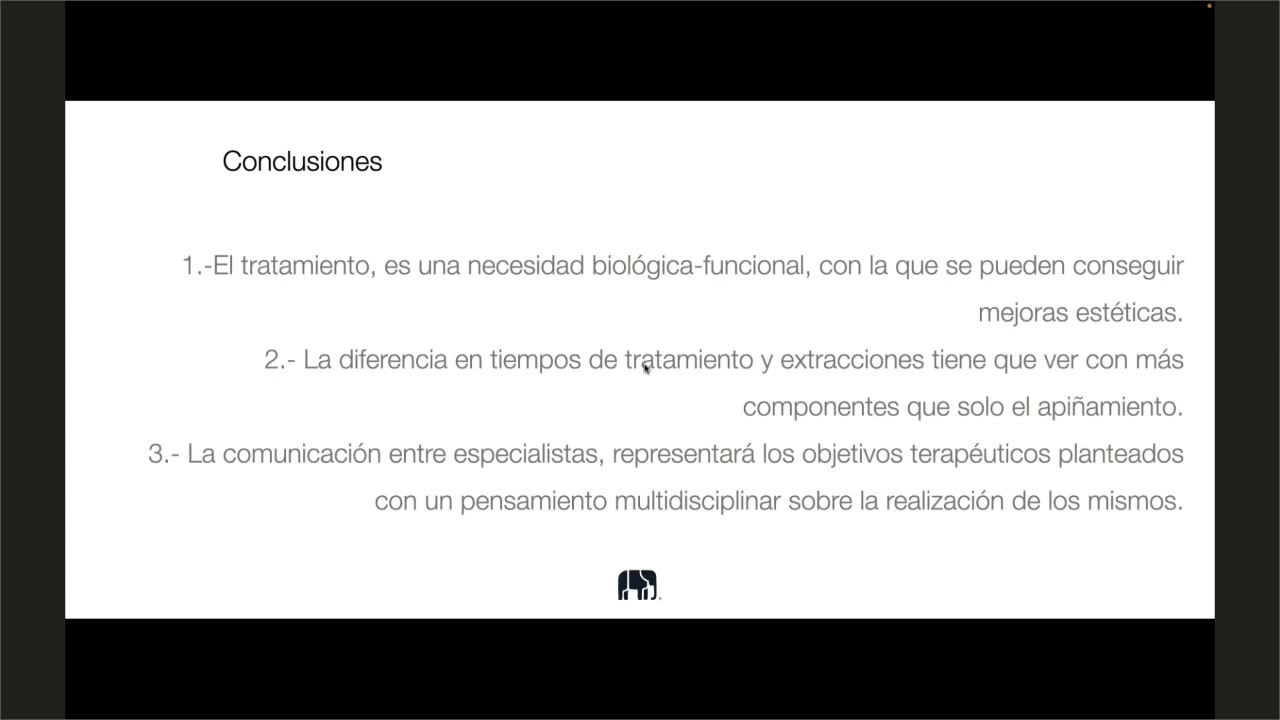 Conclusiones
1.-El tratamiento, es una necesidad biológica-funcional, con la que se pueden conseguir
mejoras estéticas.
2.- La diferencia en tiempos de tratamiento y extracciones tiene que ver con más
componentes que solo el apiñamiento.
3.- La comunicación entre especialistas, representará los objetivos terapéuticos planteados
con un pensamiento multidisciplinar sobre la realización de los mismos.